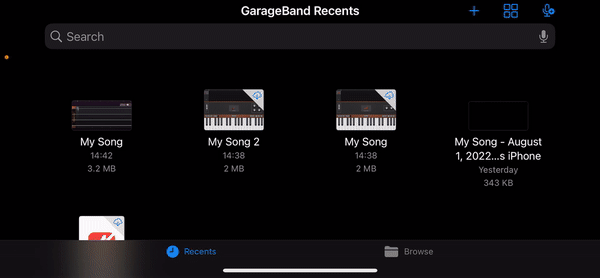 GarageBand Recents
Search
My Song
14:42
3.2 MB
My Song 2
14:38
2 MB
My Song
14:38
2 MB
My Song - August
1, 2022...s iPhone
Yesterday
343 KB
Recents
Browse